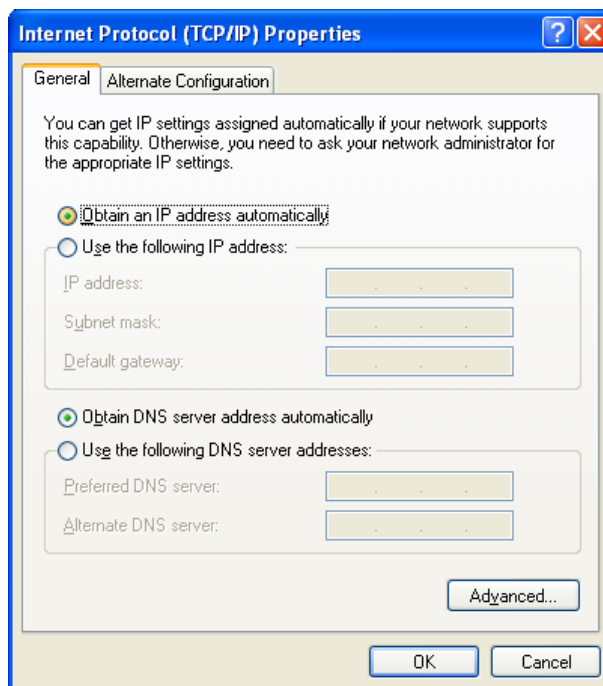 Internet Protocol (TCP/IP) Properties
General
Alternate Configuration
You can get IP settings assigned automatically if your network supports
this capability. Otherwise, you need to ask your network administrator for
the appropriate IP settings.
Obtain an IP address automatically
Use the following IP address:
IP address:
Subnet mask:
Default gateway:
Obtain DNS server address automatically
Use the following DNS server addresses:
Preferred DNS server:
Alternate DNS server:
Advanced...
OK
Cancel